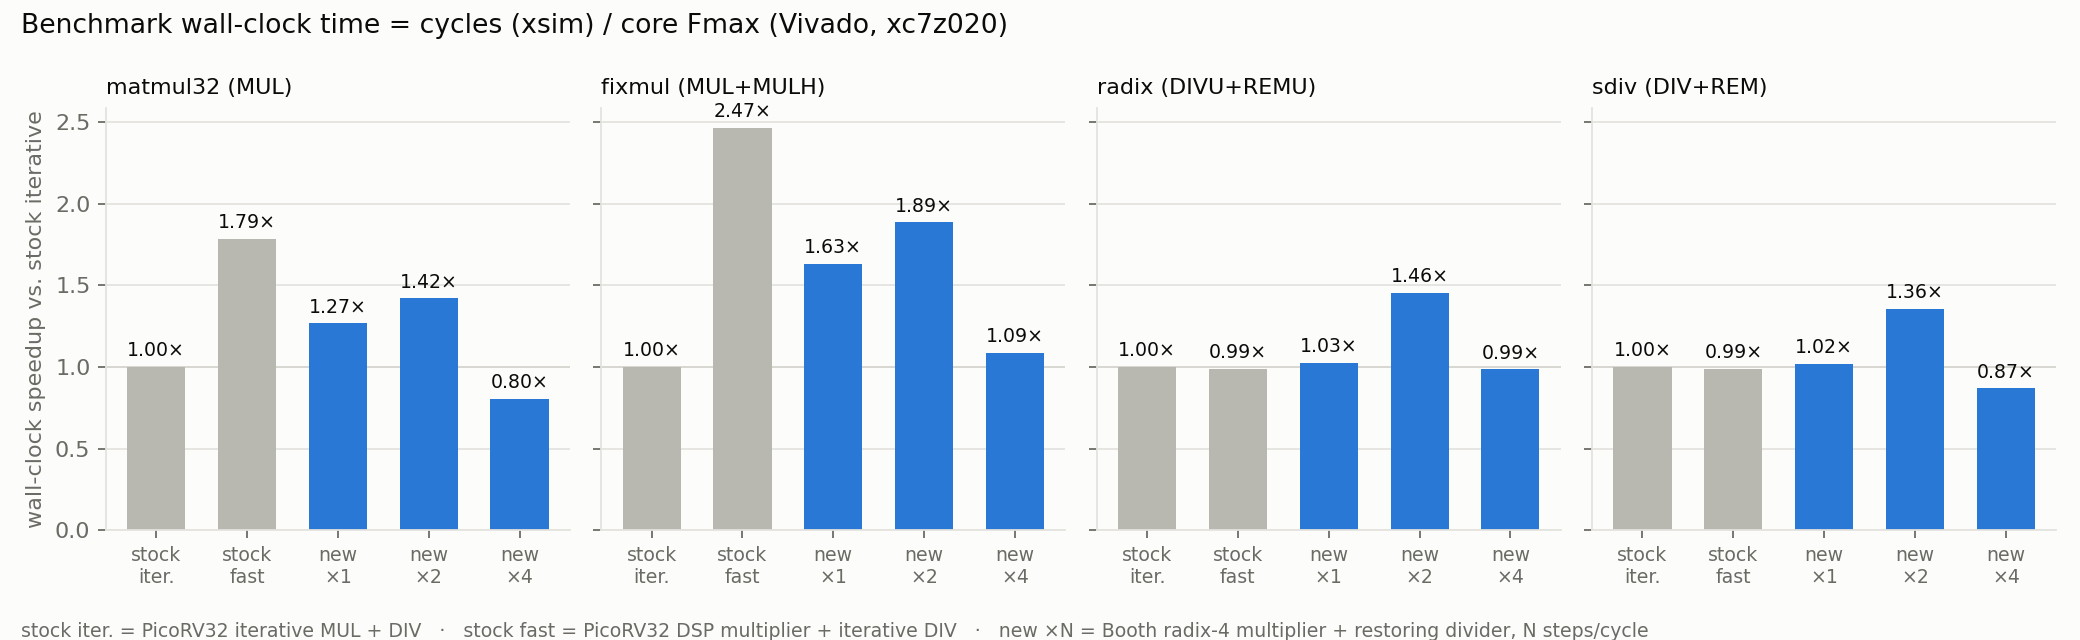 Benchmark wall-clock time = cycles (xsim) / core Fmax (Vivado, xc7z020)
wall-clock speedup vs. stock iterative
2.5
2.0
1.5
1.0
0.5
0.0
matmul32 (MUL)
1.00×
1.79×
1.27×
1.42×
0.80×
stock iter.
stock fast
new ×1
new ×2
new ×4
fixmul (MUL+MULH)
1.00×
2.47×
1.63×
1.89×
1.09×
stock iter.
stock fast
new ×1
new ×2
new ×4
radix (DIVU+REMU)
1.00×
0.99×
1.03×
1.46×
0.99×
stock iter.
stock fast
new ×1
new ×2
new ×4
sdiv (DIV+REM)
1.00×
0.99×
1.02×
1.36×
0.87×
stock iter.
stock fast
new ×1
new ×2
new ×4
stock iter. = PicoRV32 iterative MUL + DIV · stock fast = PicoRV32 DSP multiplier + iterative DIV · new ×N = Booth radix-4 multiplier + restoring divider, N steps/cycle